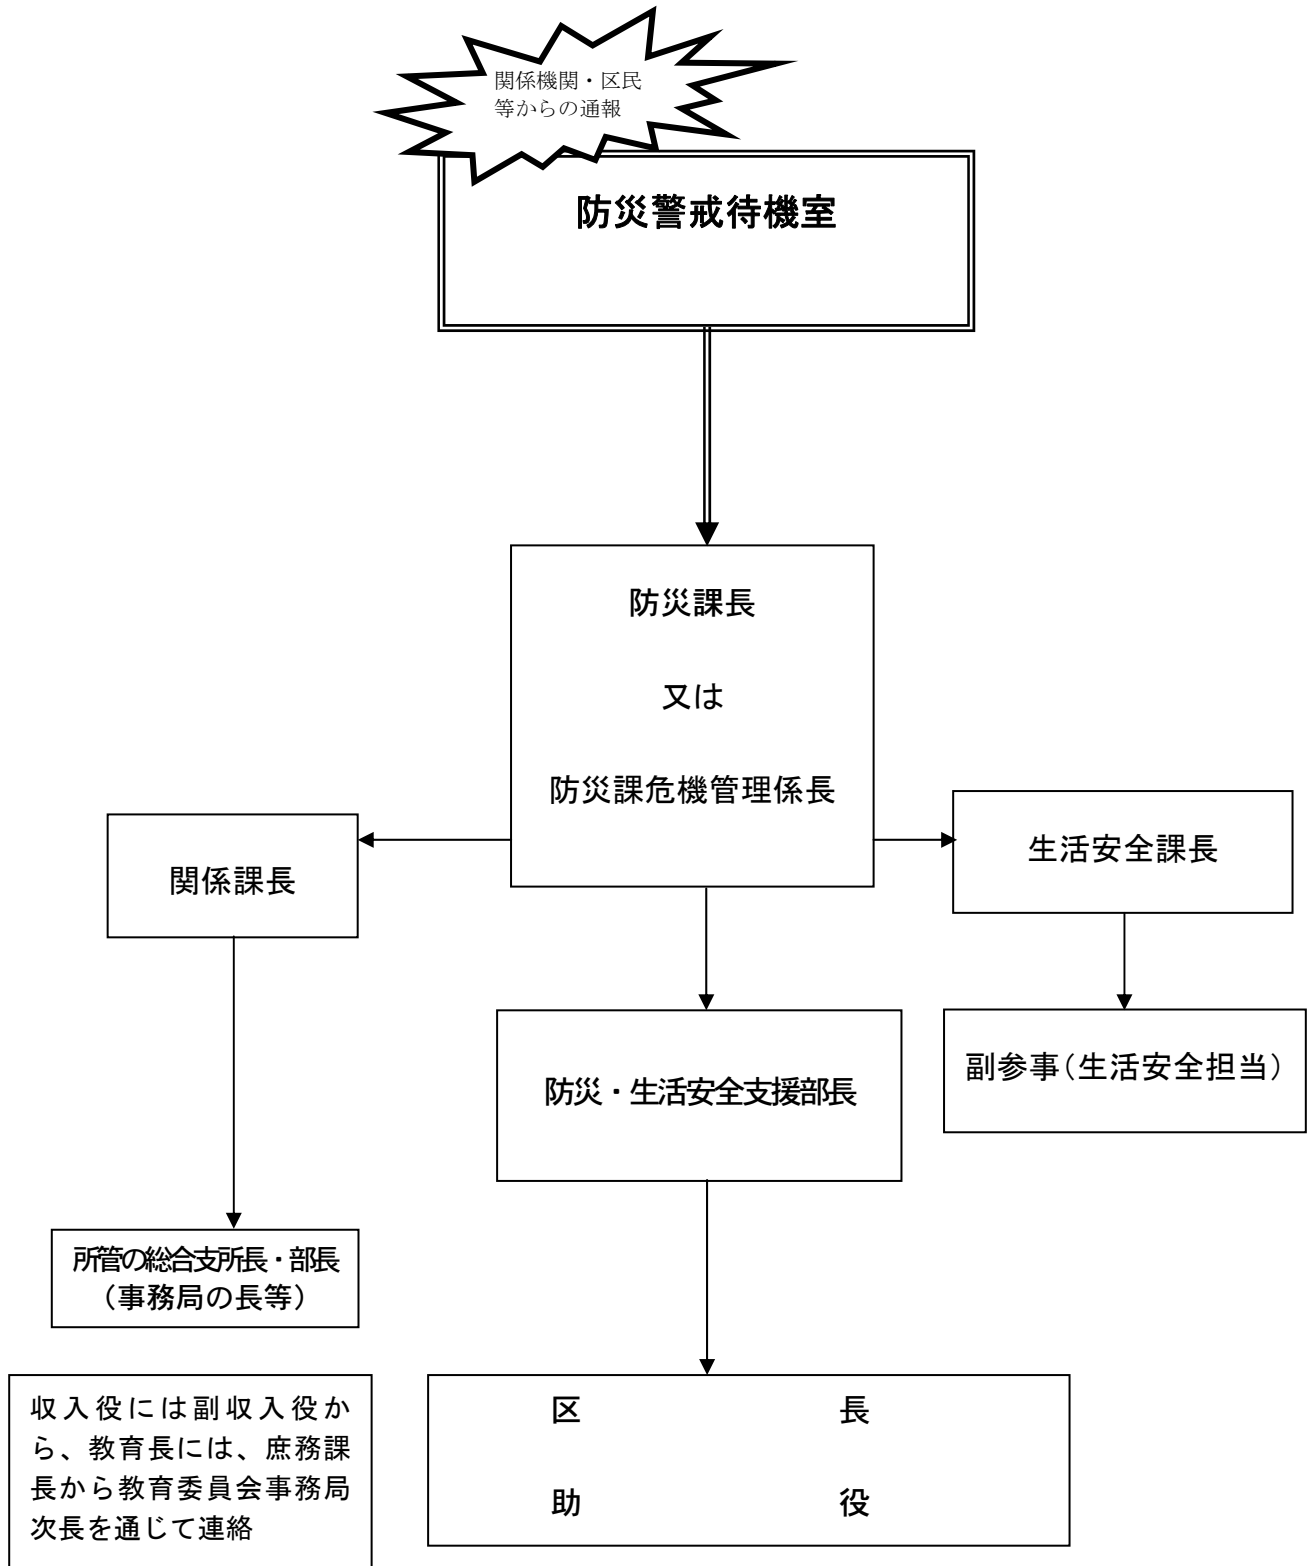 関係機関・区民
等からの通報
防災警戒待機室
防災課長
又は
防災課危機管理係長
関係課長
生活安全課長
防災・生活安全支援部長
副参事（生活安全担当）
所管の総合支所長・部長
（事務局の長等）
収入役には副収入役か
ら、教育長には、庶務課
長から教育委員会事務局
次長を通じて連絡
区長
助役